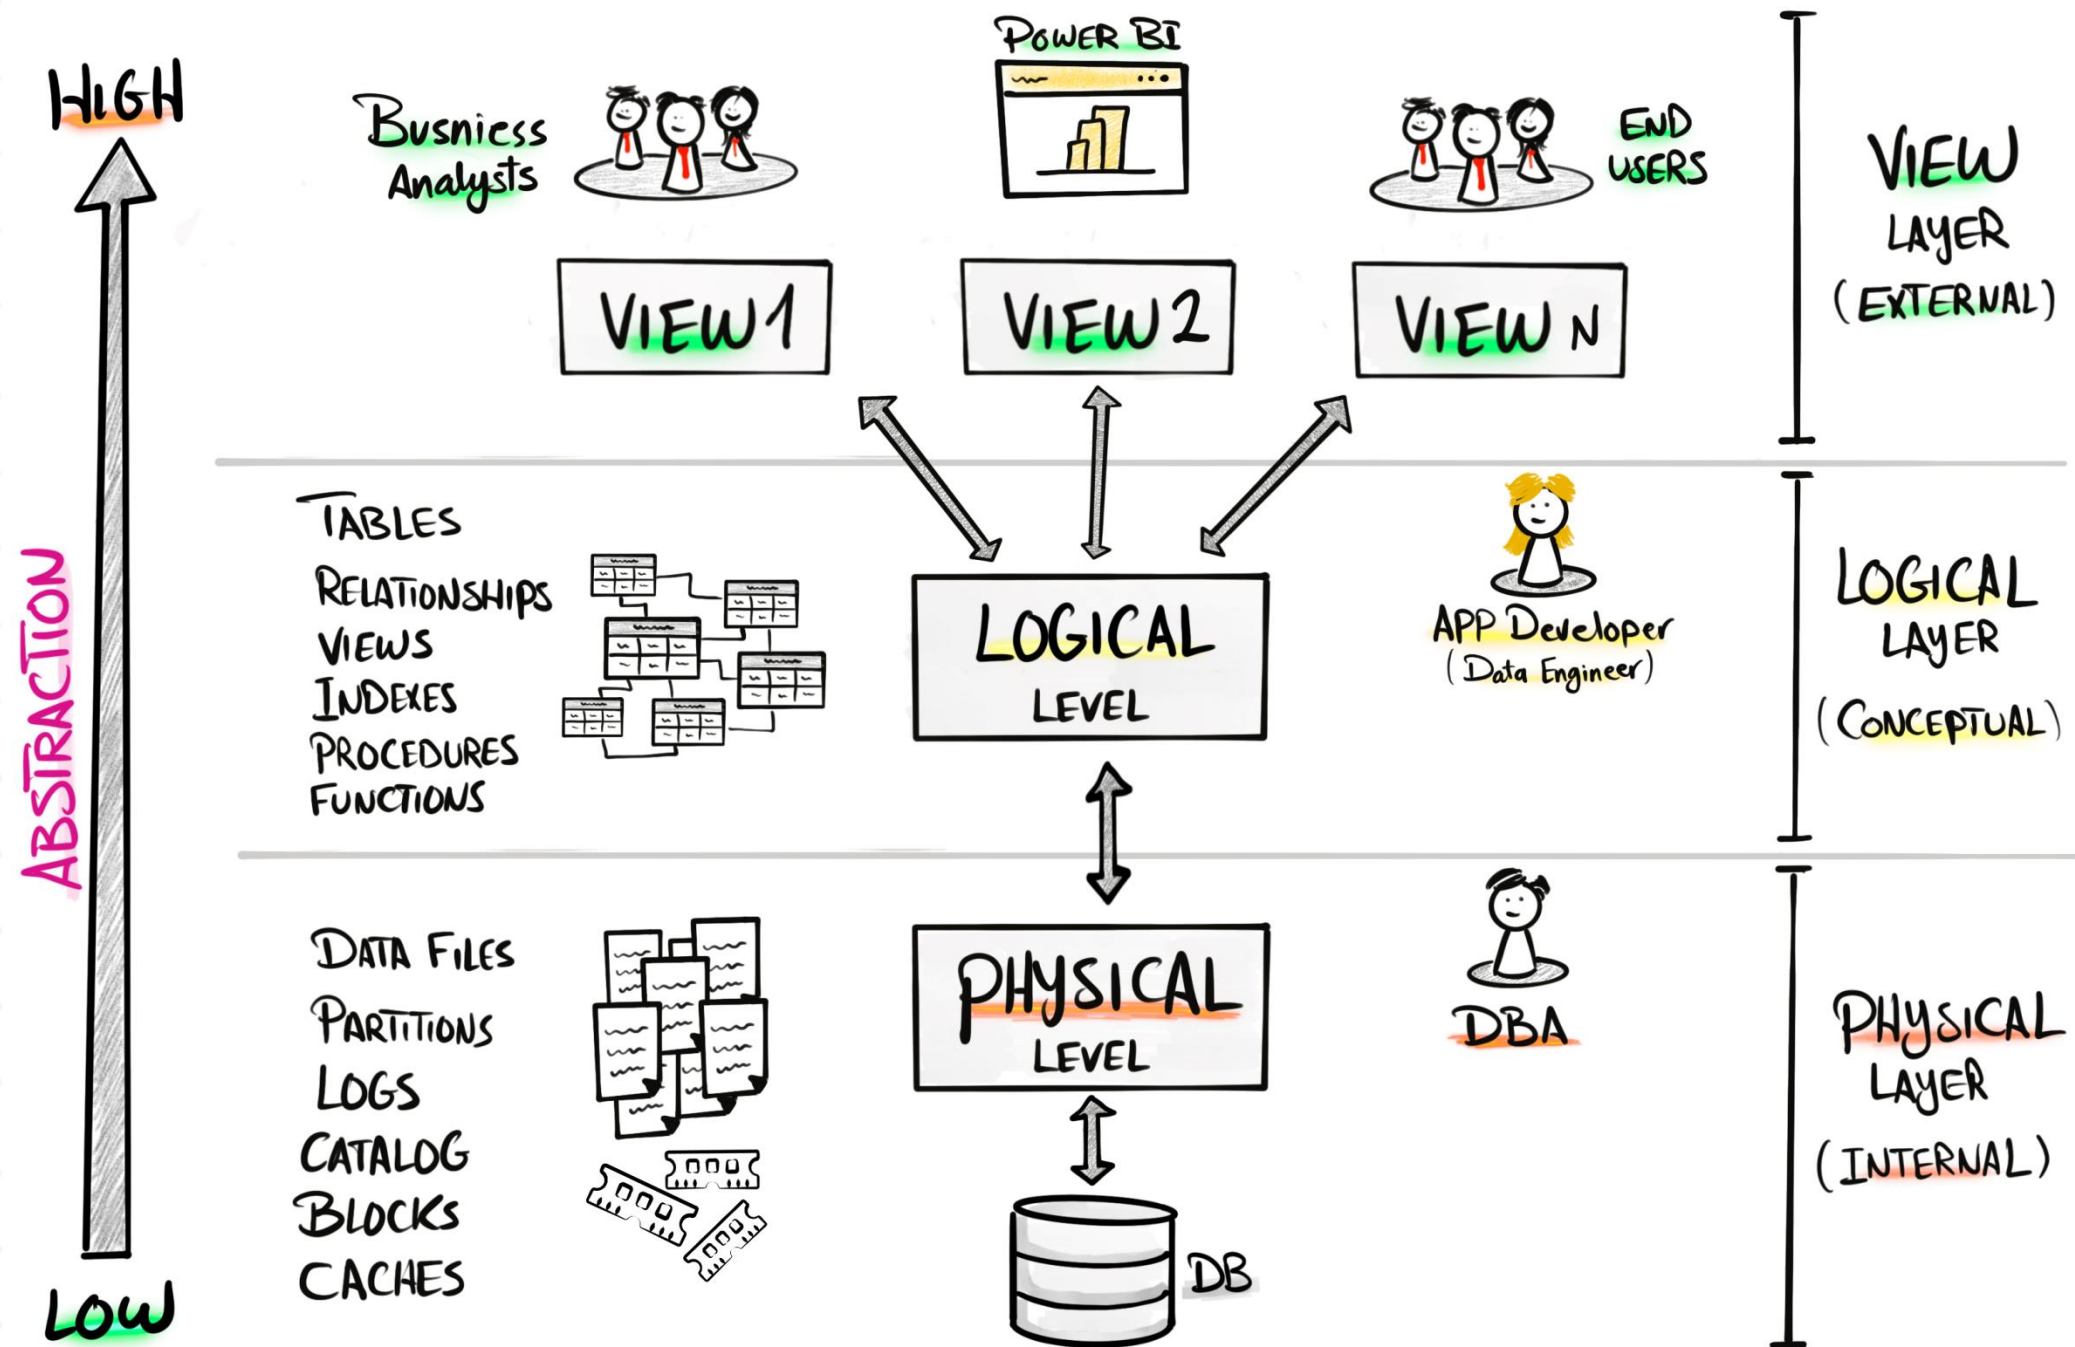 HIGH
ABSTRACTION
LOW
Busniess
Analysts
POWER BI
END
USERS
VIEW 1
VIEW 2
VIEW N
VIEW
LAYER
(EXTERNAL)
TABLES
RELATIONSHIPS
VIEWS
INDEXES
PROCEDURES
FUNCTIONS
LOGICAL
LEVEL
APP Developer
(Data Engineer)
LOGICAL
LAYER
(CONCEPTUAL)
DATA FILES
PARTITIONS
LOGS
CATALOG
BLOCKS
CACHES
PHYSICAL
LEVEL
DB
DBA
PHYSICAL
LAYER
(INTERNAL)